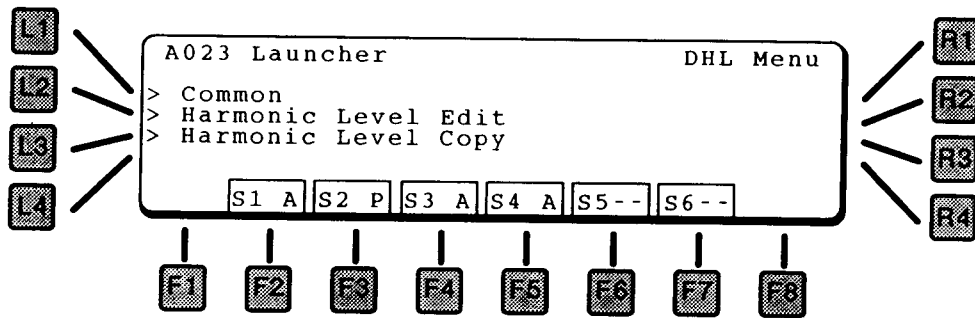 L1
L2
L3
L4
A023 Launcher DHL Menu
> Common
> Harmonic Level Edit
> Harmonic Level Copy
S1 A S2 P S3 A S4 A S5-- S6--
R1
R2
R3
R4
F1 F2 F3 F4 F5 F6 F7 F8